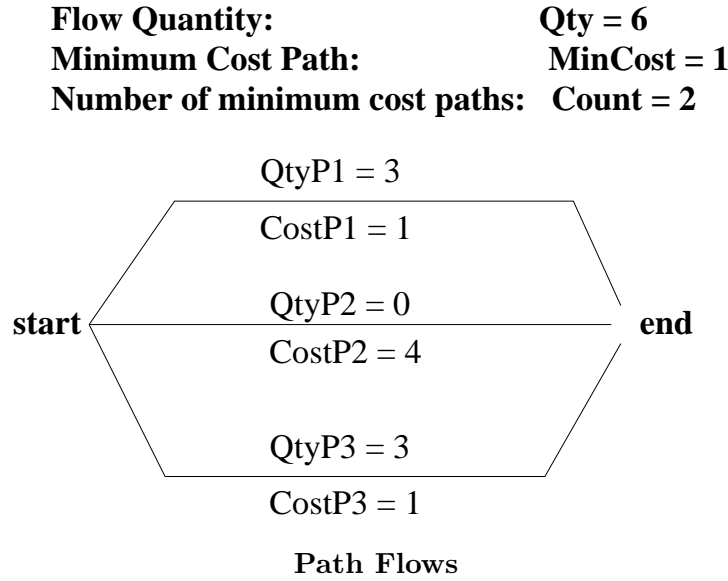 Flow Quantity: Qty = 6
Minimum Cost Path: MinCost = 1
Number of minimum cost paths: Count = 2
QtyP1 = 3
CostP1 = 1
QtyP2 = 0
start end
CostP2 = 4
QtyP3 = 3
CostP3 = 1
Path Flows